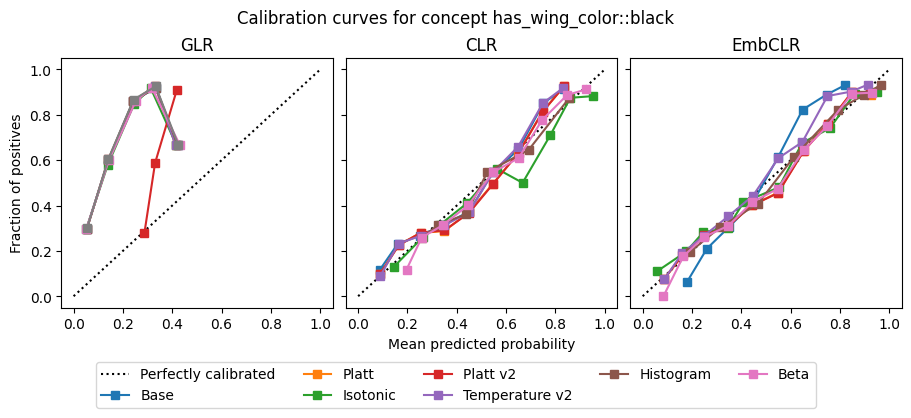 Calibration curves for concept has_wing_color::black
GLR
CLR
EmbCLR
Fraction of positives
1.0
0.8
0.6
0.4
0.2
0.0
0.0 0.2 0.4 0.6 0.8 1.0
0.0 0.2 0.4 0.6 0.8 1.0
0.0 0.2 0.4 0.6 0.8 1.0
Mean predicted probability
Perfectly calibrated Platt Platt v2 Histogram Beta
Base Isotonic Temperature v2